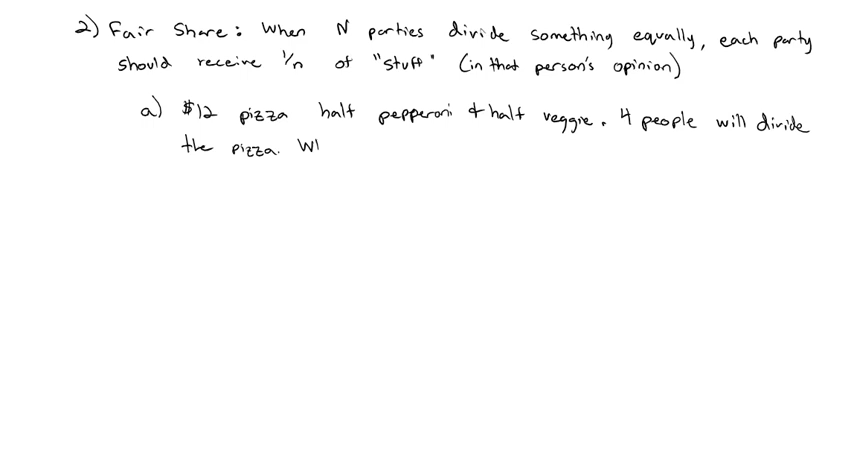 2) Fair Share: When N parties divide something equally, each party
should receive 1/n of "stuff" (in that person's opinion)
a) $12 pizza half pepperoni & half veggie. 4 people will divide
the pizza. Wl